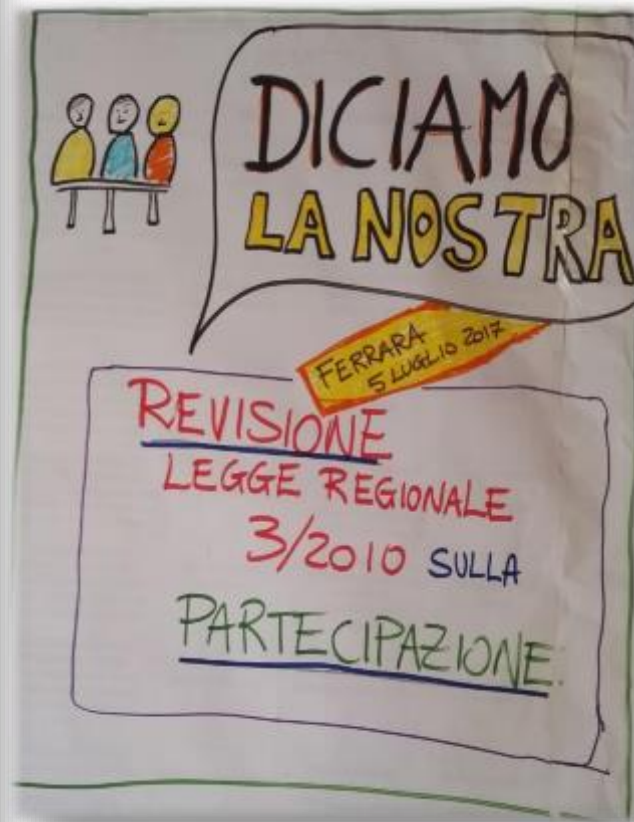 DICIAMO
LA NOSTRA
FERRARA
5 LUGLIO 2017
REVISIONE
LEGGE REGIONALE
3/2010 SULLA
PARTECIPAZIONE